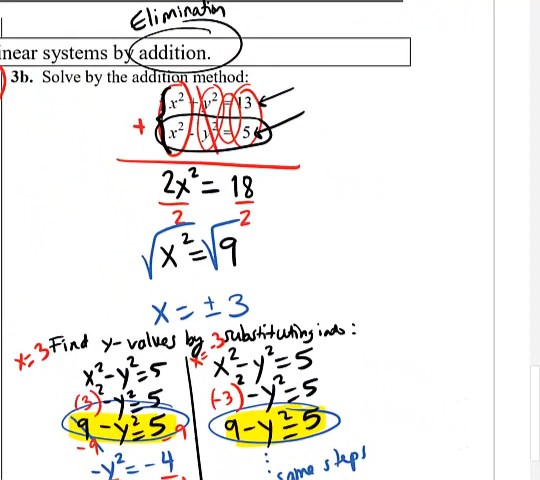 Elimination
inear systems by addition.
3b. Solve by the addition method:
x² + y² = 13
+ x² - y² = 5
2x² = 18
2 2
√x² = √9
x = ± 3
x=3 Find y-values by substituting into:
x=-3
x²-y²=5 x²-y²=5
(3)²-y²=5 (-3)²-y²=5
9-y²=5 9-y²=5
-9 -9
-y²=-4 : same steps